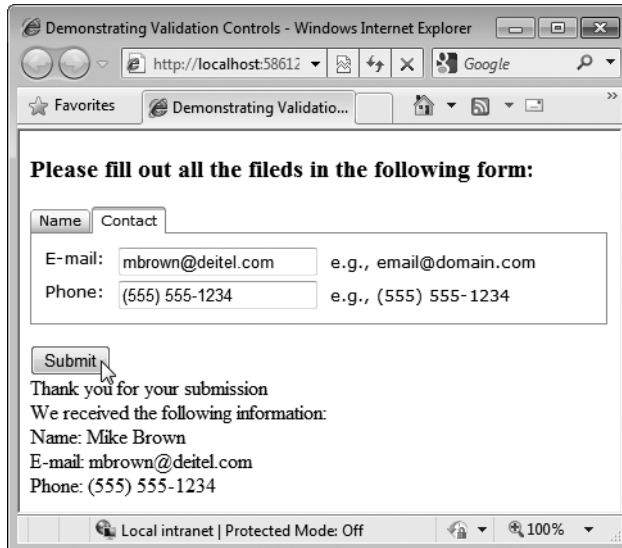 Demonstrating Validation Controls - Windows Internet Explorer
http://localhost:58612
Google
Favorites
Demonstrating Validatio...
»
Please fill out all the fileds in the following form:
Name
Contact
E-mail: mbrown@deitel.com e.g., email@domain.com
Phone: (555) 555-1234 e.g., (555) 555-1234
Submit
Thank you for your submission
We received the following information:
Name: Mike Brown
E-mail: mbrown@deitel.com
Phone: (555) 555-1234
Local intranet | Protected Mode: Off
100%